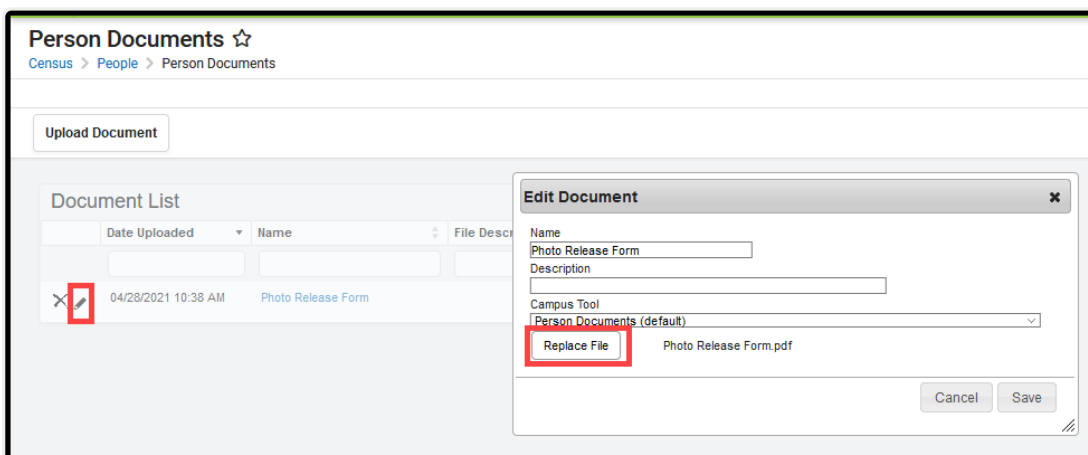 Person Documents
Census > People > Person Documents
Upload Document
Document List
Date Uploaded Name File Descr
04/28/2021 10:38 AM Photo Release Form
Edit Document
Name
Photo Release Form
Description
Campus Tool
Person Documents (default)
Replace File Photo Release Form.pdf
Cancel Save